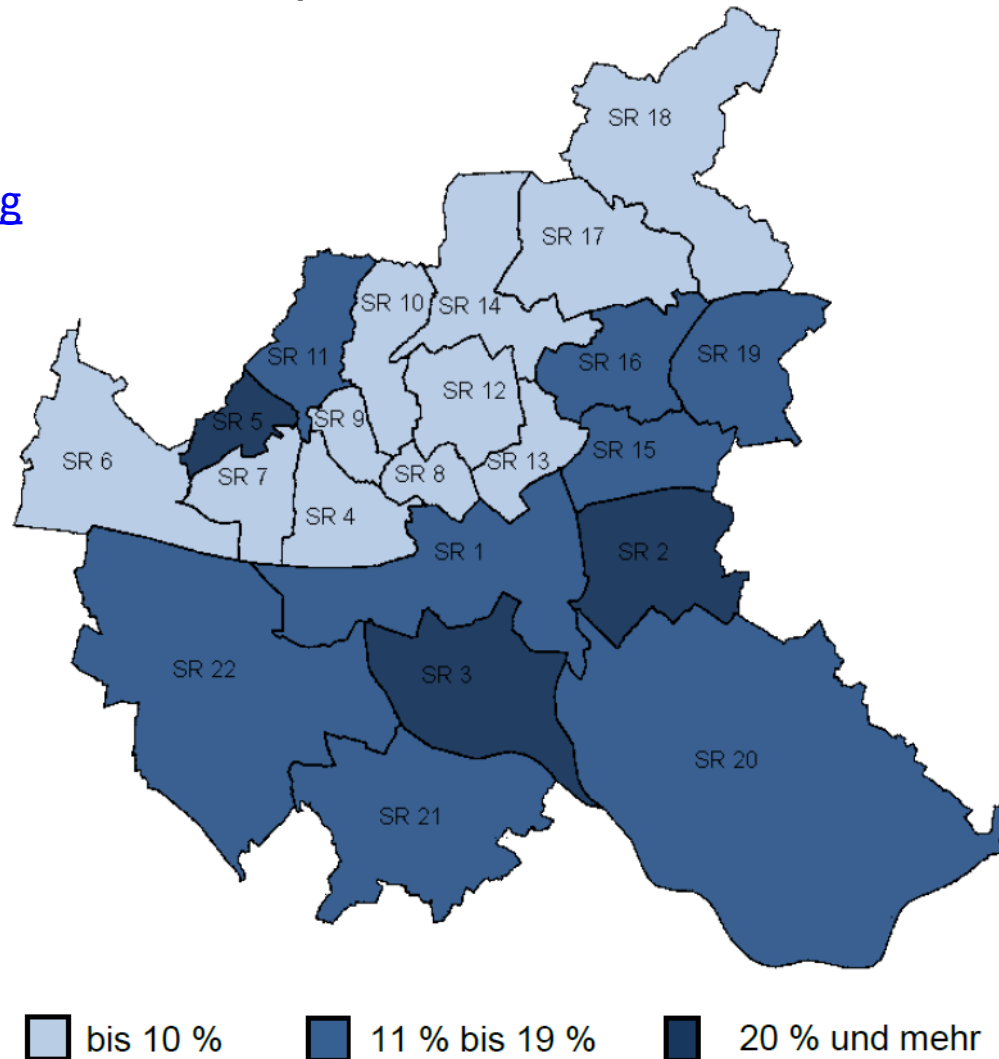 g
SR 18
SR 17
SR 10
SR 14
SR 11
SR 16
SR 19
SR 12
SR 5
SR 9
SR 6
SR 7
SR 8
SR 13
SR 15
SR 4
SR 1
SR 2
SR 22
SR 3
SR 20
SR 21
bis 10 %
11 % bis 19 %
20 % und mehr